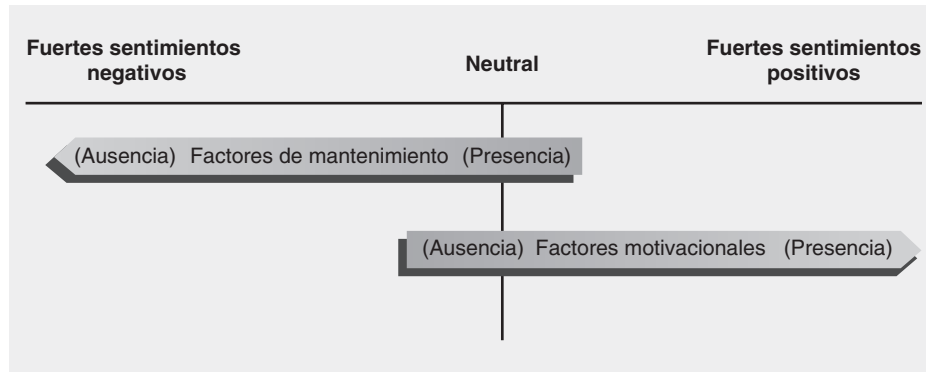 Fuertes sentimientos
negativos
Neutral
Fuertes sentimientos
positivos
(Ausencia) Factores de mantenimiento (Presencia)
(Ausencia) Factores motivacionales (Presencia)